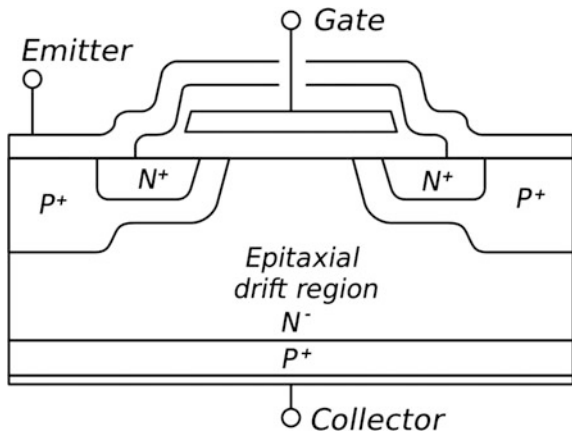 Gate
Emitter
N⁺
N⁺
P⁺
P⁺
Epitaxial
drift region
N⁻
P⁺
Collector